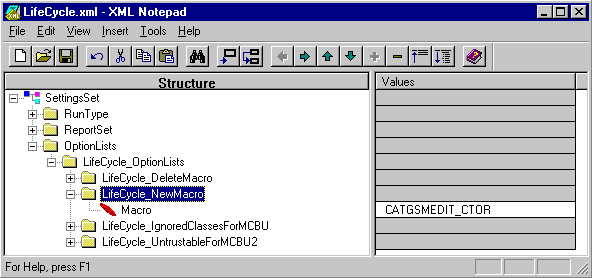 LifeCycle.xml - XML Notepad
File Edit View Insert Tools Help
Structure Values
SettingsSet
RunType
ReportSet
OptionLists
LifeCycle_OptionLists
LifeCycle_DeleteMacro
LifeCycle_NewMacro
Macro CATGSMEDIT_CTOR
LifeCycle_IgnoredClassesForMCBU
LifeCycle_UntrustableForMCBU2
For Help, press F1